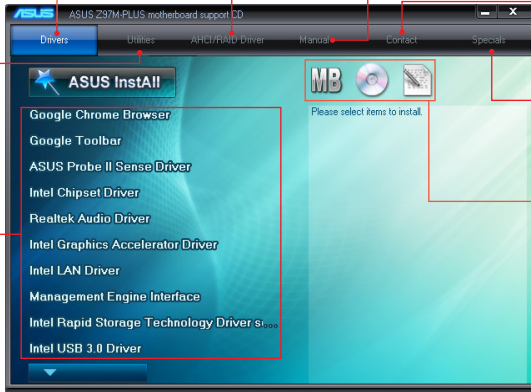 ASUS ASUS Z97M-PLUS motherboard support CD
Drivers Utilities AHCI/RAID Driver Manual Contact Specials
ASUS InstAll
MB
Please select items to install.
Google Chrome Browser
Google Toolbar
ASUS Probe II Sense Driver
Intel Chipset Driver
Realtek Audio Driver
Intel Graphics Accelerator Driver
Intel LAN Driver
Management Engine Interface
Intel Rapid Storage Technology Driver s...
Intel USB 3.0 Driver